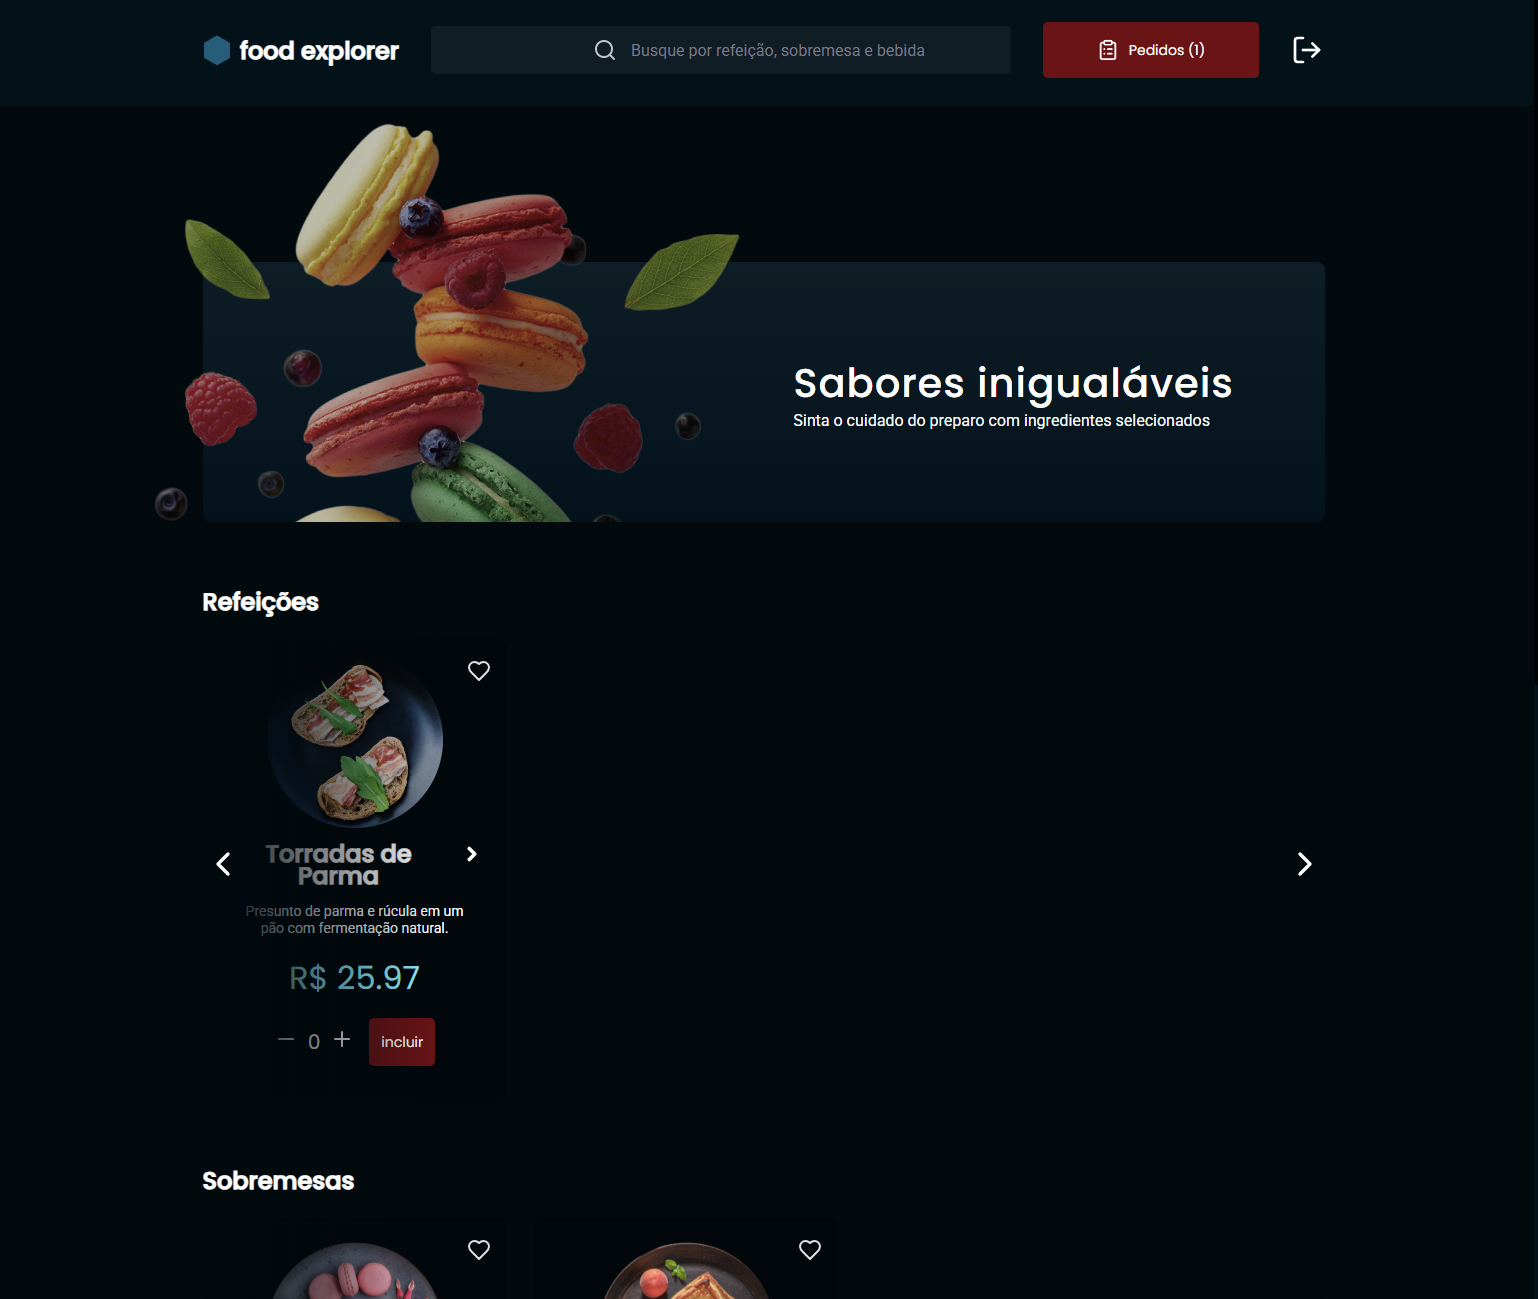 food explorer
Busque por refeição, sobremesa e bebida
Pedidos (1)
Sabores inigualáveis
Sinta o cuidado do preparo com ingredientes selecionados
Refeições
Torradas de
Parma
Presunto de parma e rúcula em um
pão com fermentação natural.
R$ 25.97
0
incluir
Sobremesas